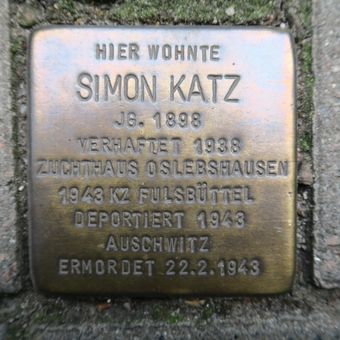 HIER WOHNTE
SIMON KATZ
JG. 1898
VERHAFTET 1938
ZUCHTHAUS OSLEBSHAUSEN
1943 KZ FULSBÜTTEL
DEPORTIERT 1943
AUSCHWITZ
ERMORDET 22.2.1943